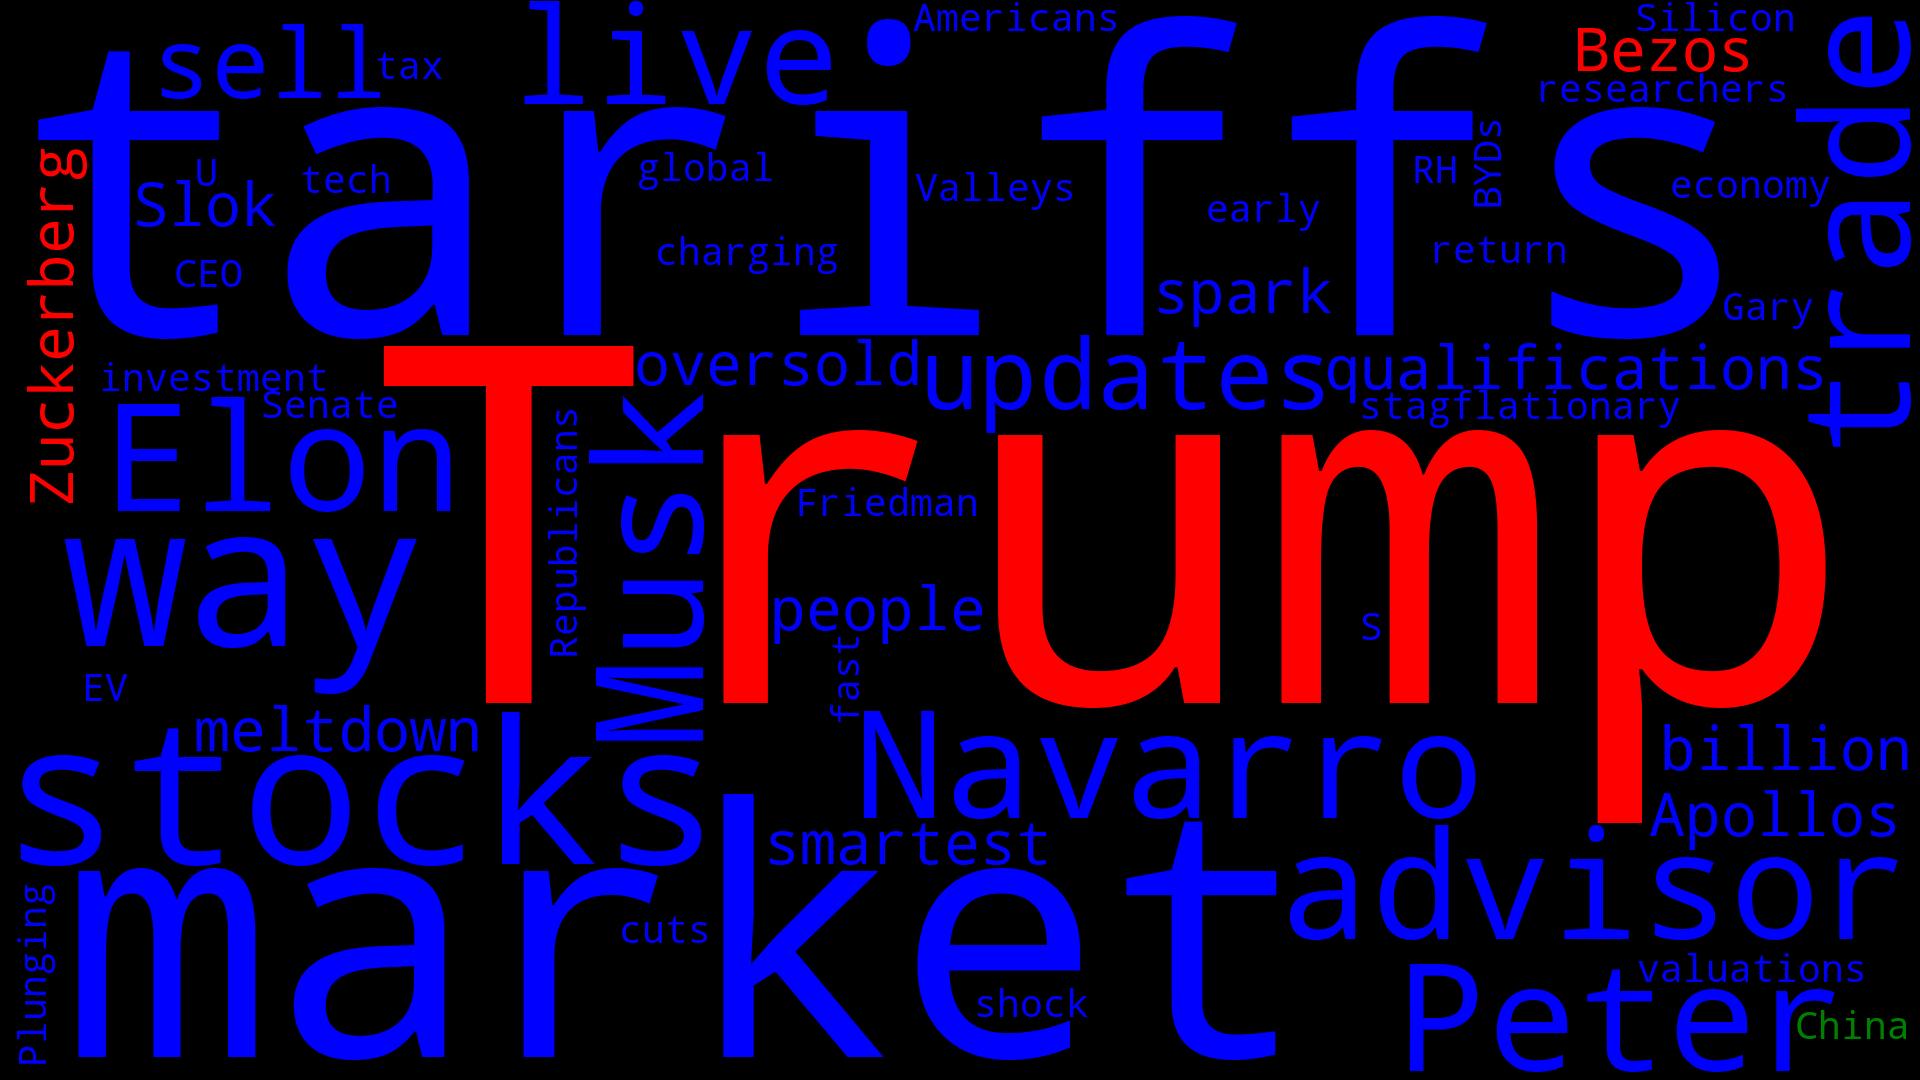 live
Americans
Silicon
sell
tax
Bezos
researchers
trade
tariffs
Zuckerberg
U
Slok
tech
CEO
global
charging
Valleys
early
spark
RH
BYDs
return
economy
Gary
investment
Senate
oversold
updates
qualifications
stagflationary
Elon
Trump
Republicans
Musk
Friedman
way
people
fast
S
EV
meltdown
stocks
Navarro
billion
Apollos
smartest
advisor
market
Plunging
cuts
shock
Peter
valuations
China